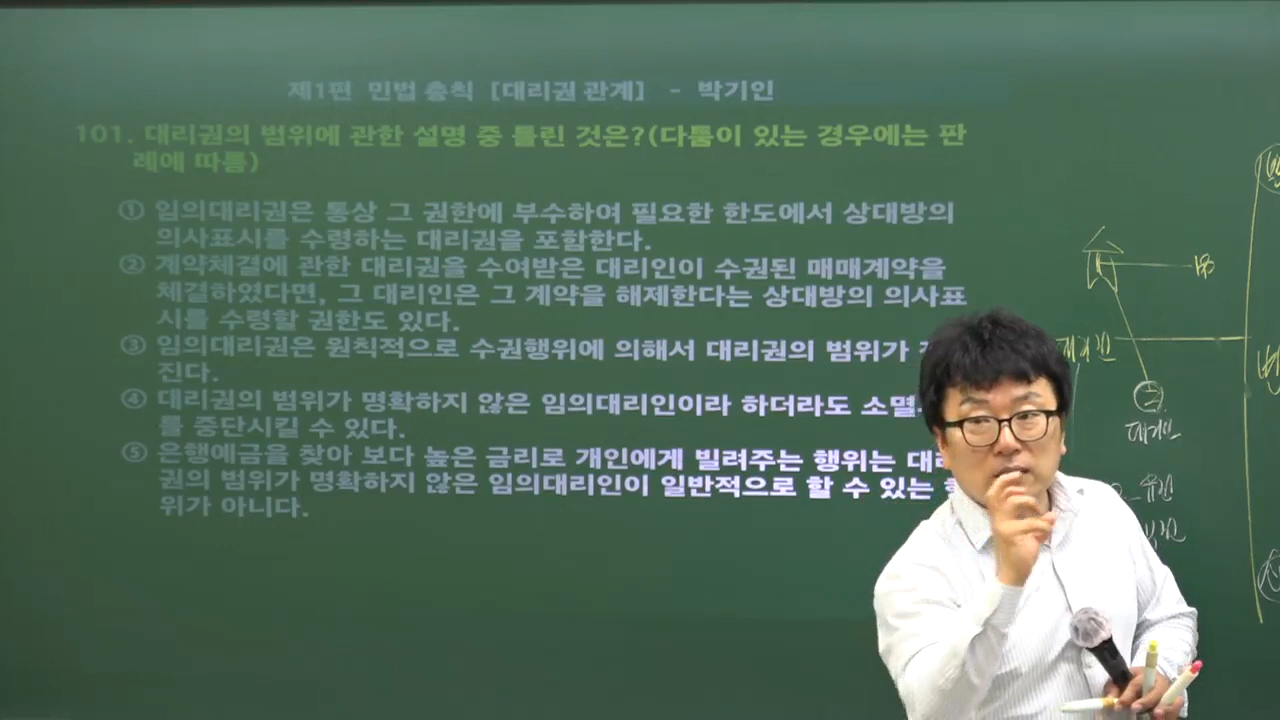 제1편 민법 총칙 [대리권 관계] - 박기인
101. 대리권의 범위에 관한 설명 중 틀린 것은?(다툼이 있는 경우에는 판
례에 따름)
① 임의대리권은 통상 그 권한에 부수하여 필요한 한도에서 상대방의
의사표시를 수령하는 대리권을 포함한다.
② 계약체결에 관한 대리권을 수여받은 대리인이 수권된 매매계약을
체결하였다면, 그 대리인은 그 계약을 해제한다는 상대방의 의사표
시를 수령할 권한도 있다.
③ 임의대리권은 원칙적으로 수권행위에 의해서 대리권의 범위가
진다.
④ 대리권의 범위가 명확하지 않은 임의대리인이라 하더라도 소멸
를 중단시킬 수 있다.
⑤ 은행예금을 찾아 보다 높은 금리로 개인에게 빌려주는 행위는
권의 범위가 명확하지 않은 임의대리인이 일반적으로 할 수 있는
위가 아니다.
대리인